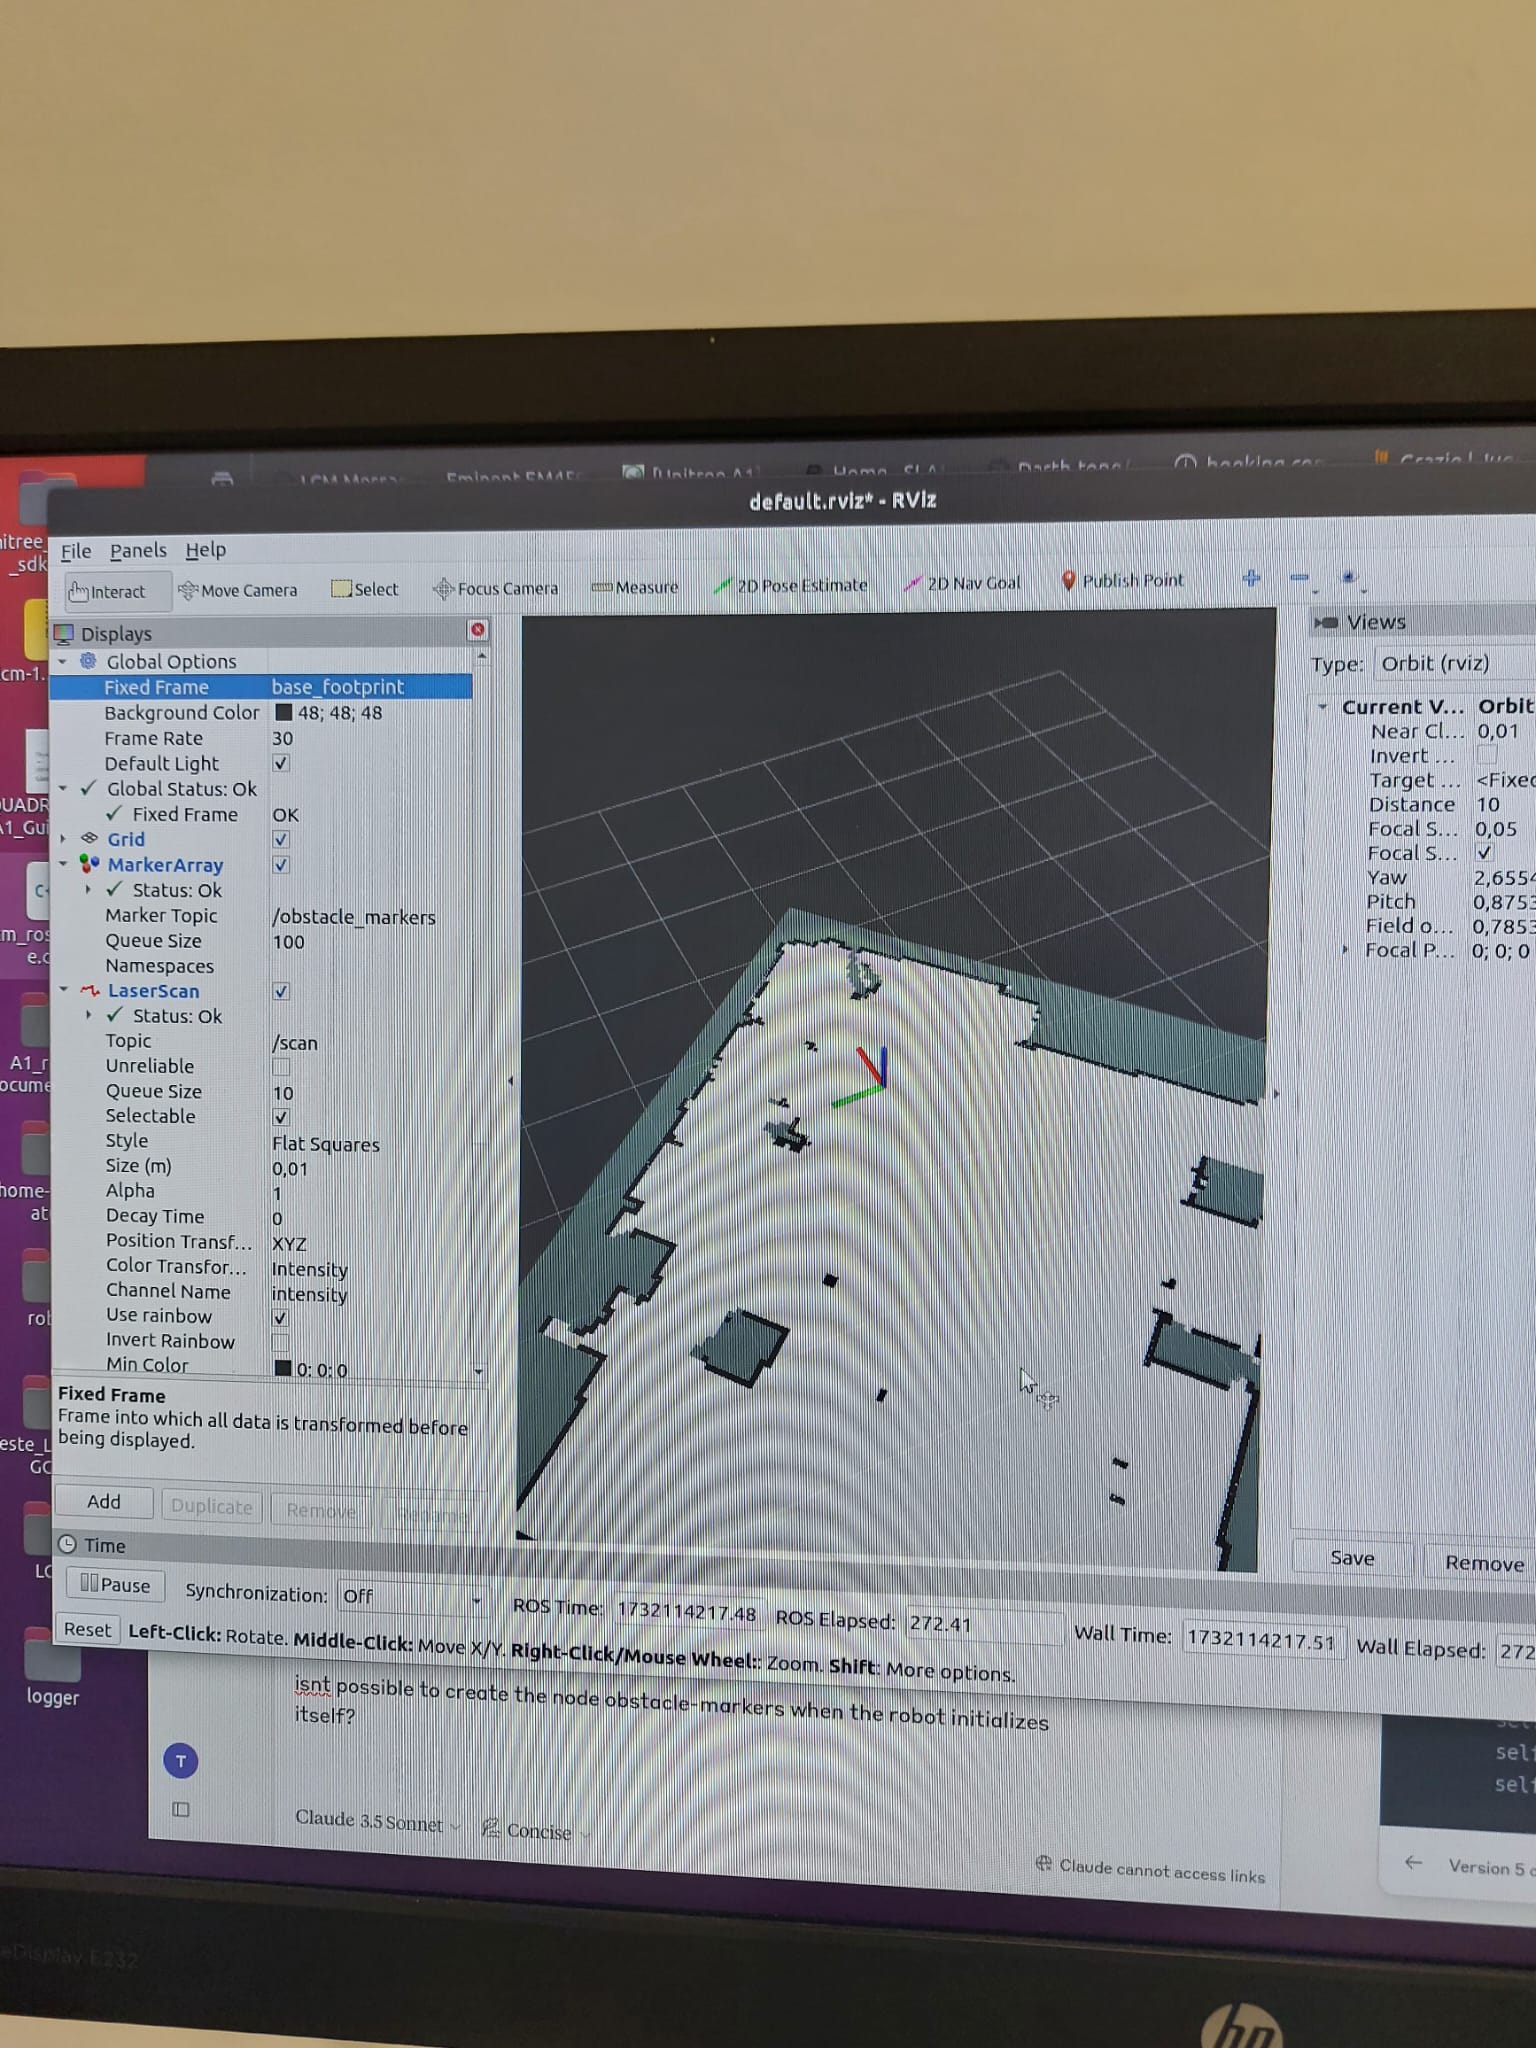 default.rviz* - RViz
File Panels Help
Interact Move Camera Select Focus Camera Measure 2D Pose Estimate 2D Nav Goal Publish Point
Displays
Global Options
Fixed Frame base_footprint
Background Color 48; 48; 48
Frame Rate 30
Default Light
Global Status: Ok
Fixed Frame OK
Grid
MarkerArray
Status: Ok
Marker Topic /obstacle_markers
Queue Size 100
Namespaces
LaserScan
Status: Ok
Topic /scan
Unreliable
Queue Size 10
Selectable
Style Flat Squares
Size (m) 0,01
Alpha 1
Decay Time 0
Position Transf... XYZ
Color Transfor... Intensity
Channel Name intensity
Use rainbow
Invert Rainbow
Min Color 0; 0; 0
Fixed Frame
Frame into which all data is transformed before
being displayed.
Add Duplicate Remove Rename
Views
Type: Orbit (rviz)
Current V... Orbit
Near Cl... 0,01
Invert ...
Target ... <Fixed
Distance 10
Focal S... 0,05
Focal S...
Yaw 2,6554
Pitch 0,8753
Field o... 0,7853
Focal P... 0; 0; 0
Save Remove
Time
Pause Synchronization: Off ROS Time: 1732114217.48 ROS Elapsed: 272.41 Wall Time: 1732114217.51 Wall Elapsed: 272
Reset Left-Click: Rotate. Middle-Click: Move X/Y. Right-Click/Mouse Wheel:: Zoom. Shift: More options.
isnt possible to create the node obstacle-markers when the robot initializes
itself?
T
Claude 3.5 Sonnet Concise
Claude cannot access links
self
self
Version 5
logger
hp